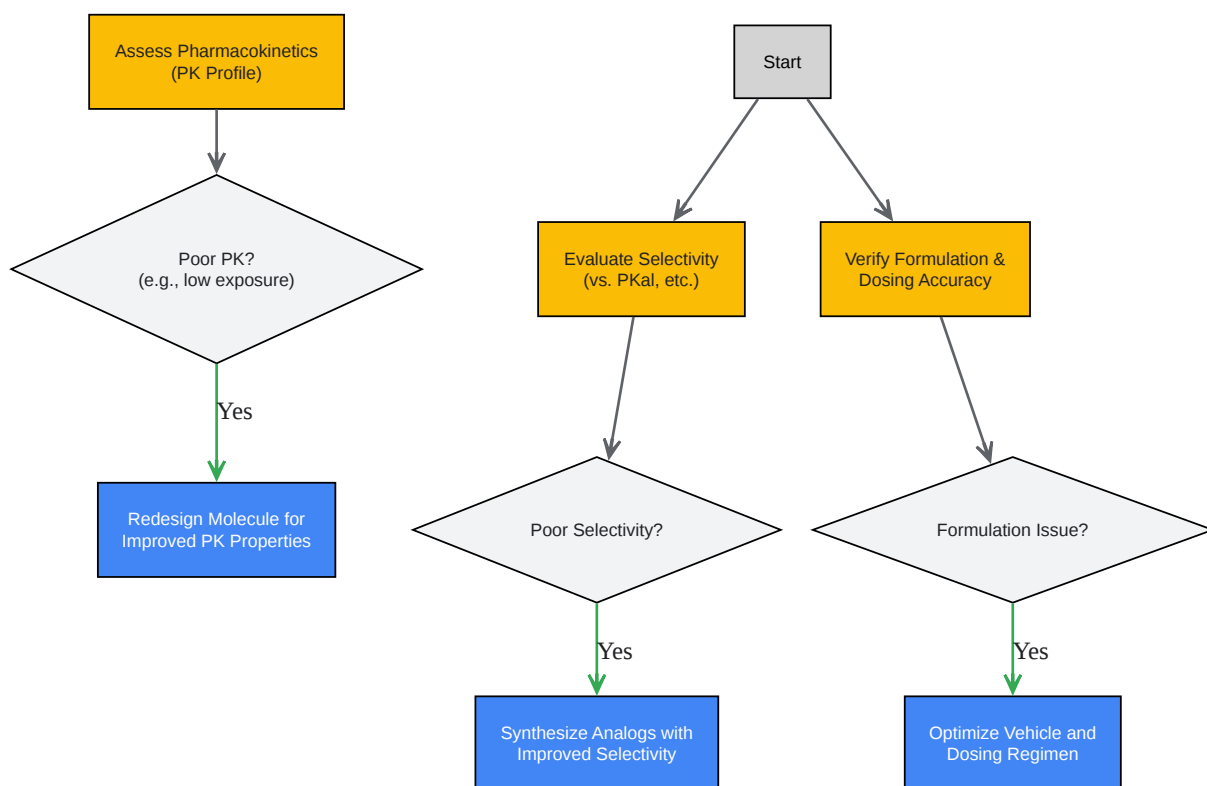 Assess Pharmacokinetics
(PK Profile)
Start
Poor PK?
(e.g., low exposure)
Evaluate Selectivity
(vs. PKal, etc.)
Verify Formulation &
Dosing Accuracy
Yes
Redesign Molecule for
Improved PK Properties
Poor Selectivity?
Formulation Issue?
Yes
Yes
Synthesize Analogs with
Improved Selectivity
Optimize Vehicle and
Dosing Regimen